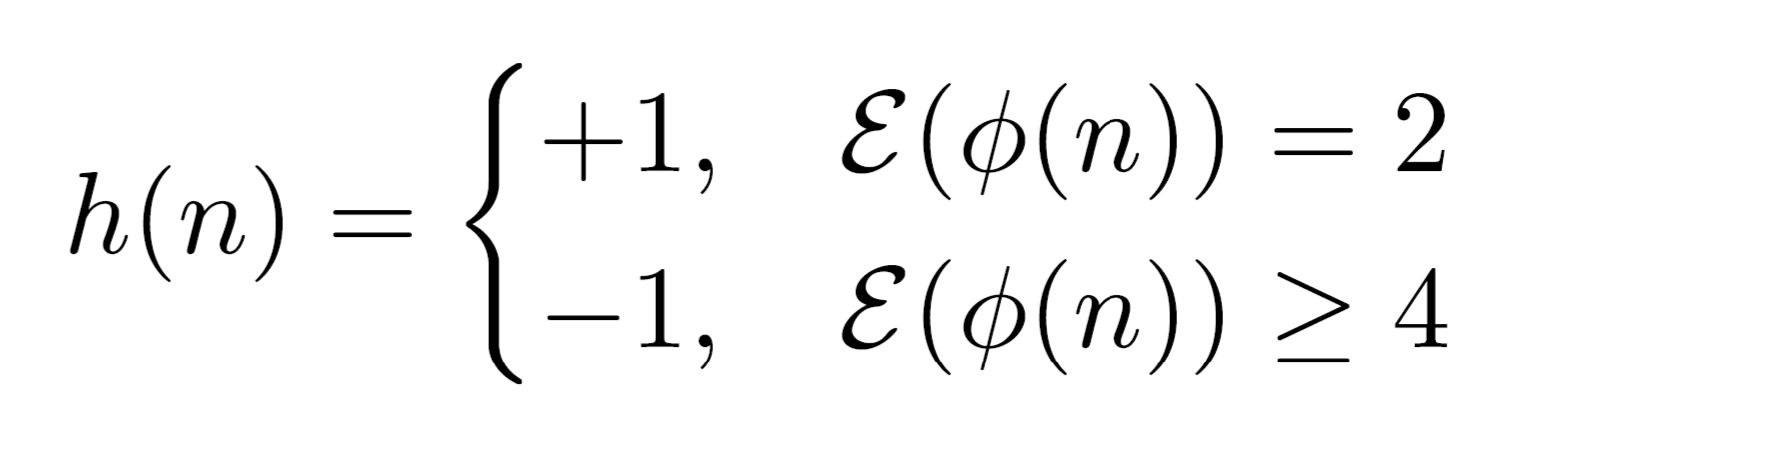 h(n) = { +1, ℰ(ϕ(n)) = 2
−1, ℰ(ϕ(n)) ≥ 4